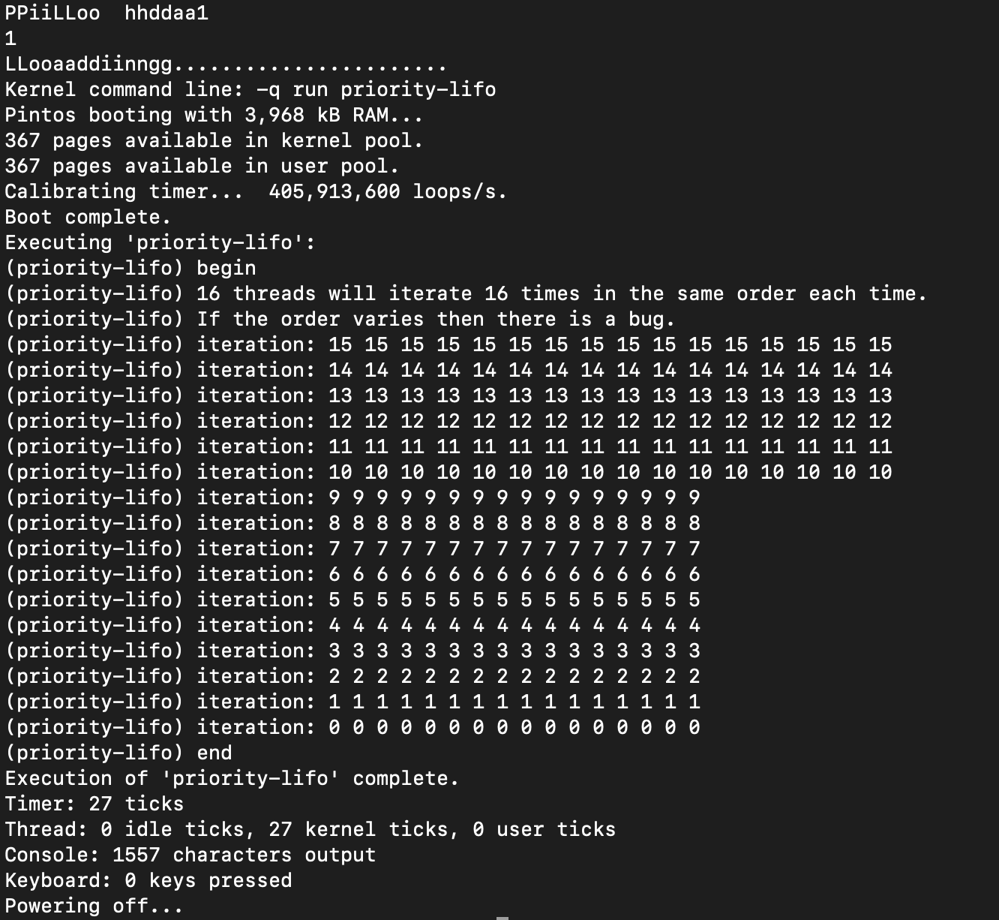 PPiiLLoo  hhddaa1
1
LLooaaddiinngg.......................
Kernel command line: -q run priority-lifo
Pintos booting with 3,968 kB RAM...
367 pages available in kernel pool.
367 pages available in user pool.
Calibrating timer...  405,913,600 loops/s.
Boot complete.
Executing 'priority-lifo':
(priority-lifo) begin
(priority-lifo) 16 threads will iterate 16 times in the same order each time.
(priority-lifo) If the order varies then there is a bug.
(priority-lifo) iteration: 15 15 15 15 15 15 15 15 15 15 15 15 15 15 15 15
(priority-lifo) iteration: 14 14 14 14 14 14 14 14 14 14 14 14 14 14 14 14
(priority-lifo) iteration: 13 13 13 13 13 13 13 13 13 13 13 13 13 13 13 13
(priority-lifo) iteration: 12 12 12 12 12 12 12 12 12 12 12 12 12 12 12 12
(priority-lifo) iteration: 11 11 11 11 11 11 11 11 11 11 11 11 11 11 11 11
(priority-lifo) iteration: 10 10 10 10 10 10 10 10 10 10 10 10 10 10 10 10
(priority-lifo) iteration: 9 9 9 9 9 9 9 9 9 9 9 9 9 9 9 9
(priority-lifo) iteration: 8 8 8 8 8 8 8 8 8 8 8 8 8 8 8 8
(priority-lifo) iteration: 7 7 7 7 7 7 7 7 7 7 7 7 7 7 7 7
(priority-lifo) iteration: 6 6 6 6 6 6 6 6 6 6 6 6 6 6 6 6
(priority-lifo) iteration: 5 5 5 5 5 5 5 5 5 5 5 5 5 5 5 5
(priority-lifo) iteration: 4 4 4 4 4 4 4 4 4 4 4 4 4 4 4 4
(priority-lifo) iteration: 3 3 3 3 3 3 3 3 3 3 3 3 3 3 3 3
(priority-lifo) iteration: 2 2 2 2 2 2 2 2 2 2 2 2 2 2 2 2
(priority-lifo) iteration: 1 1 1 1 1 1 1 1 1 1 1 1 1 1 1 1
(priority-lifo) iteration: 0 0 0 0 0 0 0 0 0 0 0 0 0 0 0 0
(priority-lifo) end
Execution of 'priority-lifo' complete.
Timer: 27 ticks
Thread: 0 idle ticks, 27 kernel ticks, 0 user ticks
Console: 1557 characters output
Keyboard: 0 keys pressed
Powering off...